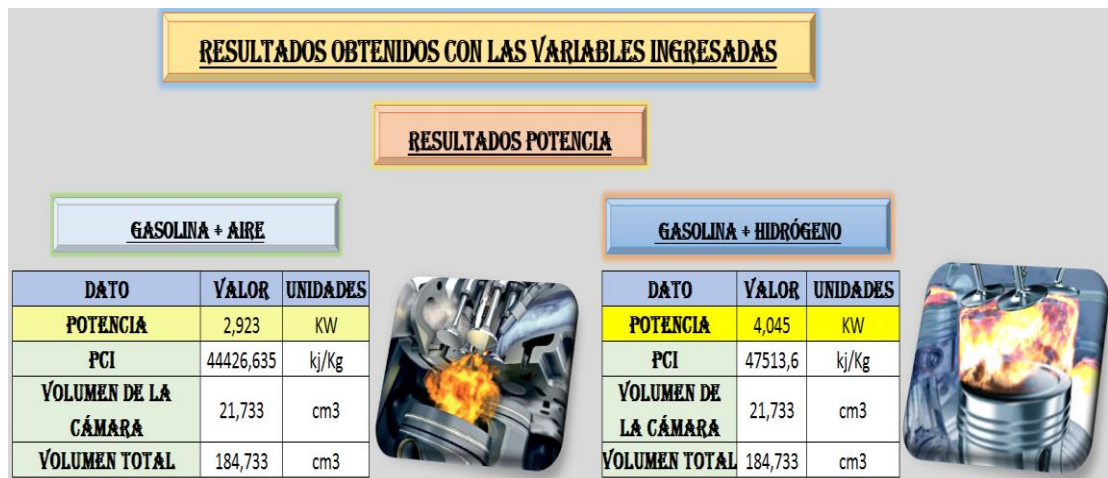 RESULTADOS OBTENIDOS CON LAS VARIABLES INGRESADAS
RESULTADOS POTENCIA
GASOLINA + AIRE
DATO VALOR UNIDADES
POTENCIA 2,923 KW
PCI 44426,635 kj/Kg
VOLUMEN DE LA
CÁMARA
21,733 cm3
VOLUMEN TOTAL 184,733 cm3
GASOLINA + HIDRÓGENO
DATO VALOR UNIDADES
POTENCIA 4,045 KW
PCI 47513,6 kj/Kg
VOLUMEN DE
LA CÁMARA
21,733 cm3
VOLUMEN TOTAL 184,733 cm3